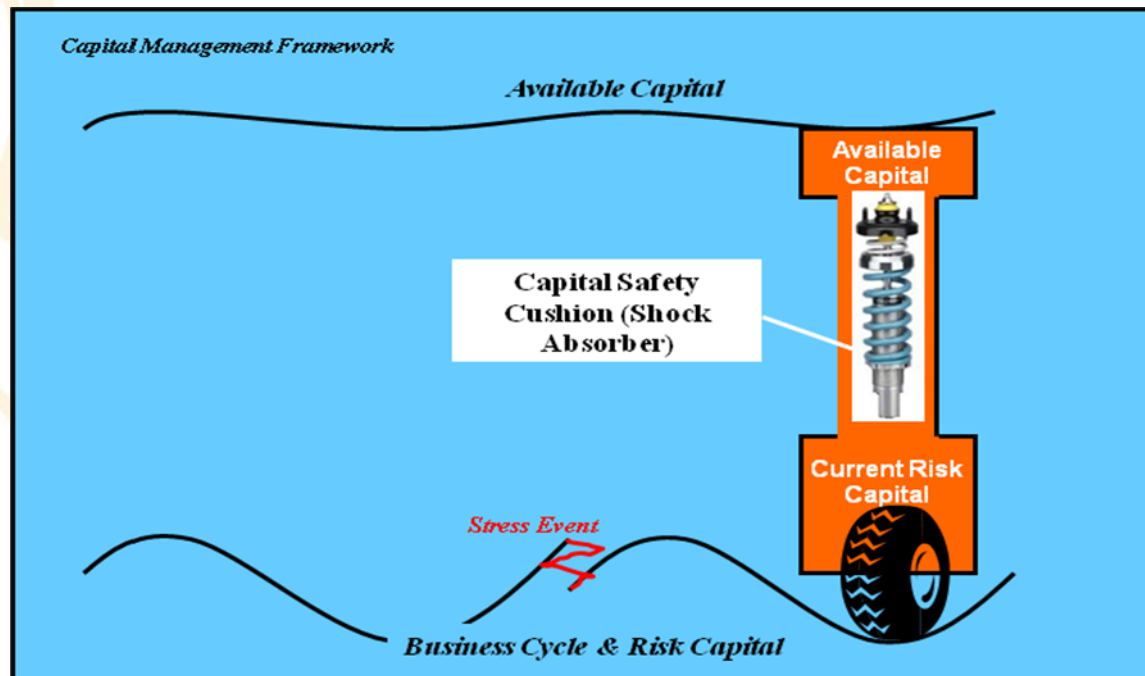 Capital Management Framework
Available Capital
Available
Capital
Capital Safety
Cushion (Shock
Absorber)
Current Risk
Capital
Stress Event
Business Cycle & Risk Capital